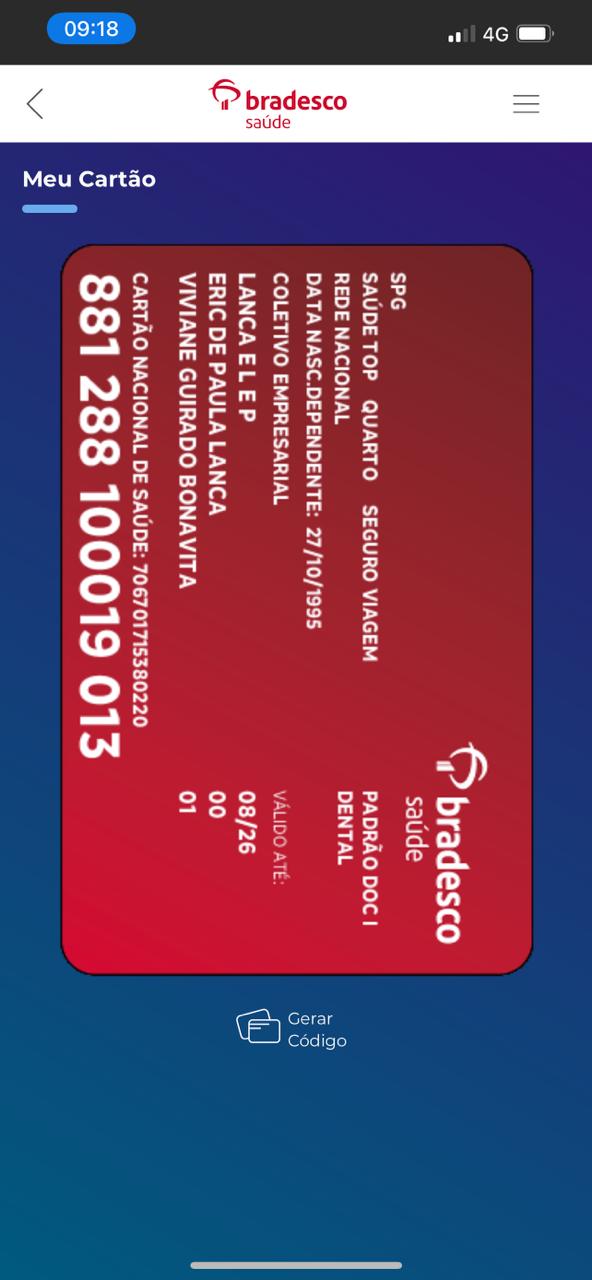 09:18
4G
bradesco
saúde
Meu Cartão
bradesco
saúde
SPG
SAÚDE TOP QUARTO SEGURO VIAGEM PADRÃO DOC I
REDE NACIONAL DENTAL
DATA NASC.DEPENDENTE: 27/10/1995
COLETIVO EMPRESARIAL VÁLIDO ATÉ:
LANCA E L E P 08/26
ERIC DE PAULA LANCA 00
VIVIANE GUIRADO BONAVITA 01
CARTÃO NACIONAL DE SAÚDE: 706701715380220
881 288 100019 013
Gerar
Código